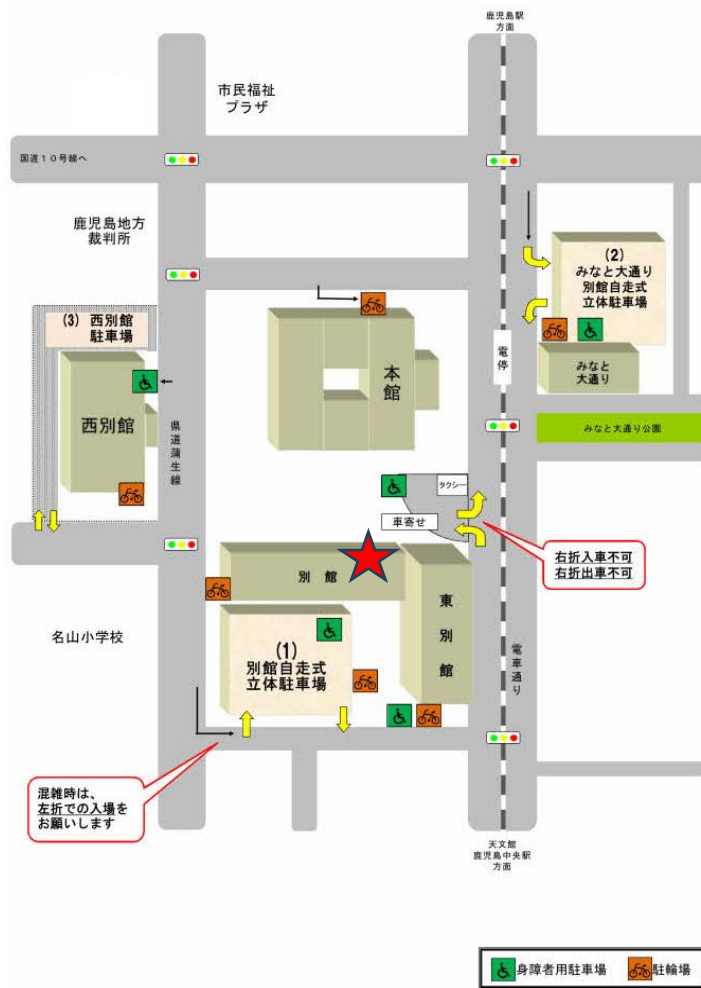 鹿児島駅
方面
市民福祉
プラザ
国道10号線へ
鹿児島地方
裁判所
(2)
みなと大通り
別館自走式
立体駐車場
(3) 西別館
駐車場
本館
電停
みなと
大通り
西別館
県道蒲生線
みなと大通り公園
タクシー
車寄せ
右折入車不可
右折出車不可
別館
東別館
名山小学校
(1)
別館自走式
立体駐車場
電車通り
混雑時は、
左折での入場を
お願いします
天文館
鹿児島中央駅
方面
身障者用駐車場
駐輪場